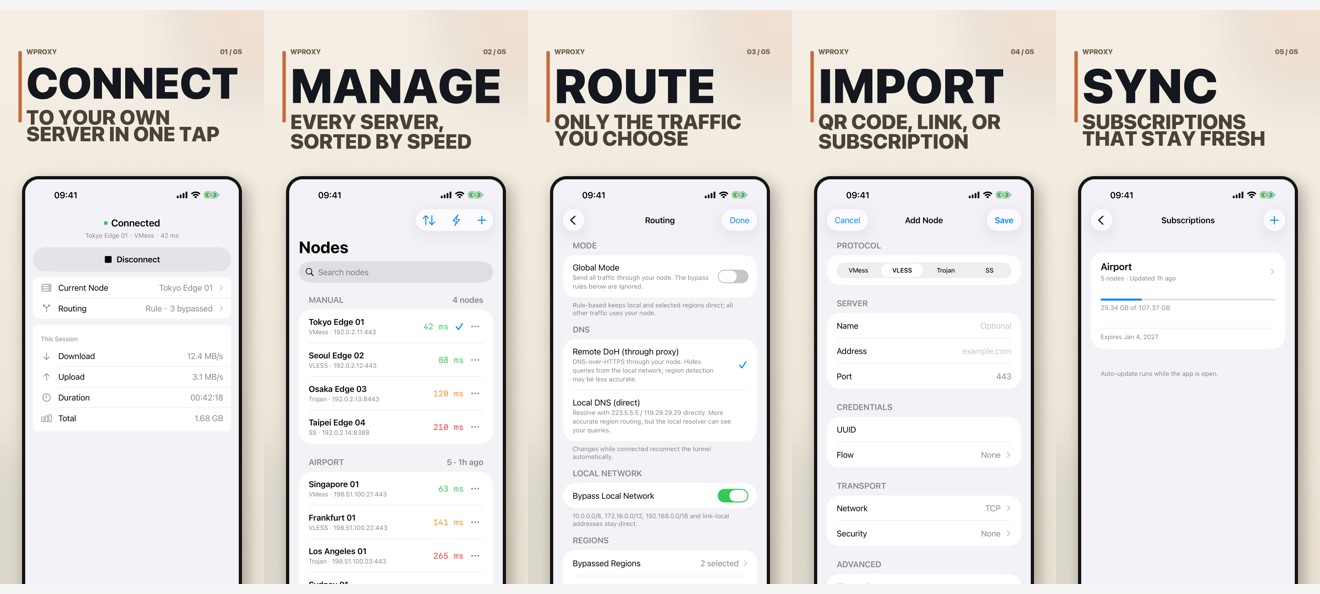 WPROXY
01 / 05
CONNECT
TO YOUR OWN
SERVER IN ONE TAP
09:41
Connected
Tokyo Edge 01 · VMess · 42 ms
Disconnect
Current Node
Tokyo Edge 01
Routing
Rule · 3 bypassed
This Session
Download
12.4 MB/s
Upload
3.1 MB/s
Duration
00:42:18
Total
1.68 GB
WPROXY
02 / 05
MANAGE
EVERY SERVER,
SORTED BY SPEED
09:41
Nodes
Search nodes
MANUAL
4 nodes
Tokyo Edge 01
VMess · 192.0.2.11:443
42 ms
Seoul Edge 02
VLESS · 192.0.2.12:443
88 ms
Osaka Edge 03
Trojan · 192.0.2.13:8443
120 ms
Taipei Edge 04
SS · 192.0.2.14:8388
210 ms
AIRPORT
5 · 1h ago
Singapore 01
VMess · 198.51.100.21:443
63 ms
Frankfurt 01
VLESS · 198.51.100.22:443
141 ms
Los Angeles 01
Trojan · 198.51.100.23:443
265 ms
WPROXY
03 / 05
ROUTE
ONLY THE TRAFFIC
YOU CHOOSE
09:41
Routing
Done
MODE
Global Mode
Send all traffic through your node. The bypass
rules below are ignored.
Rule-based keeps local and selected regions direct; all
other traffic uses your node.
DNS
Remote DoH (through proxy)
DNS-over-HTTPS through your node. Hides
queries from the local network; region detection
may be less accurate.
Local DNS (direct)
Resolve with 223.5.5.5 / 119.29.29.29 directly. More
accurate region routing, but the local resolver can see
your queries.
Changes while connected reconnect the tunnel
automatically.
LOCAL NETWORK
Bypass Local Network
10.0.0.0/8, 172.16.0.0/12, 192.168.0.0/16 and link-local
addresses stay direct.
REGIONS
Bypassed Regions
2 selected
WPROXY
04 / 05
IMPORT
QR CODE, LINK, OR
SUBSCRIPTION
09:41
Cancel
Add Node
Save
PROTOCOL
VMess
VLESS
Trojan
SS
SERVER
Name
Optional
Address
example.com
Port
443
CREDENTIALS
UUID
Flow
None
TRANSPORT
Network
TCP
Security
None
ADVANCED
WPROXY
05 / 05
SYNC
SUBSCRIPTIONS
THAT STAY FRESH
09:41
Subscriptions
Airport
5 nodes · Updated 1h ago
25.34 GB of 107.37 GB
Expires Jan 4, 2027
Auto-update runs while the app is open.